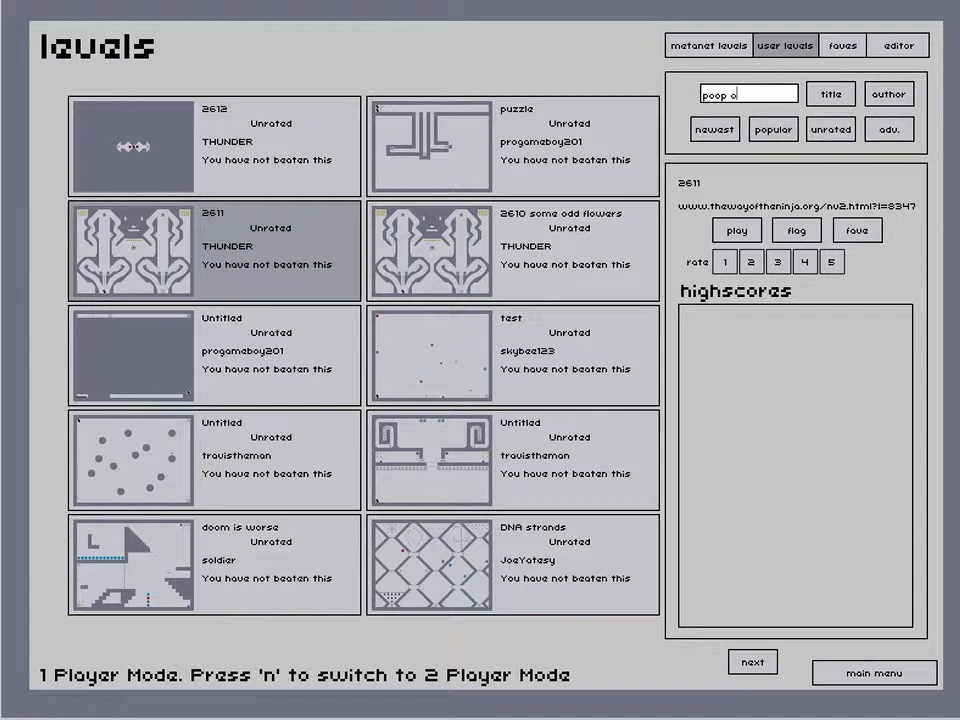 levels
metanet levels user levels faves editor
poop o title author
newest popular unrated adv.
2612
Unrated
THUNDER
You have not beaten this
puzzle
Unrated
progameboy201
You have not beaten this
2611
Unrated
THUNDER
You have not beaten this
2610 some odd flowers
Unrated
THUNDER
You have not beaten this
Untitled
Unrated
progameboy201
You have not beaten this
test
Unrated
skybee123
You have not beaten this
Untitled
Unrated
travistheman
You have not beaten this
Untitled
Unrated
travistheman
You have not beaten this
doom is worse
Unrated
soldier
You have not beaten this
DNA strands
Unrated
JoeYatesy
You have not beaten this
2611
www.thewayoftheninja.org/nv2.html?l=8347
play flag fave
rate 1 2 3 4 5
highscores
next
main menu
1 Player Mode. Press 'n' to switch to 2 Player Mode